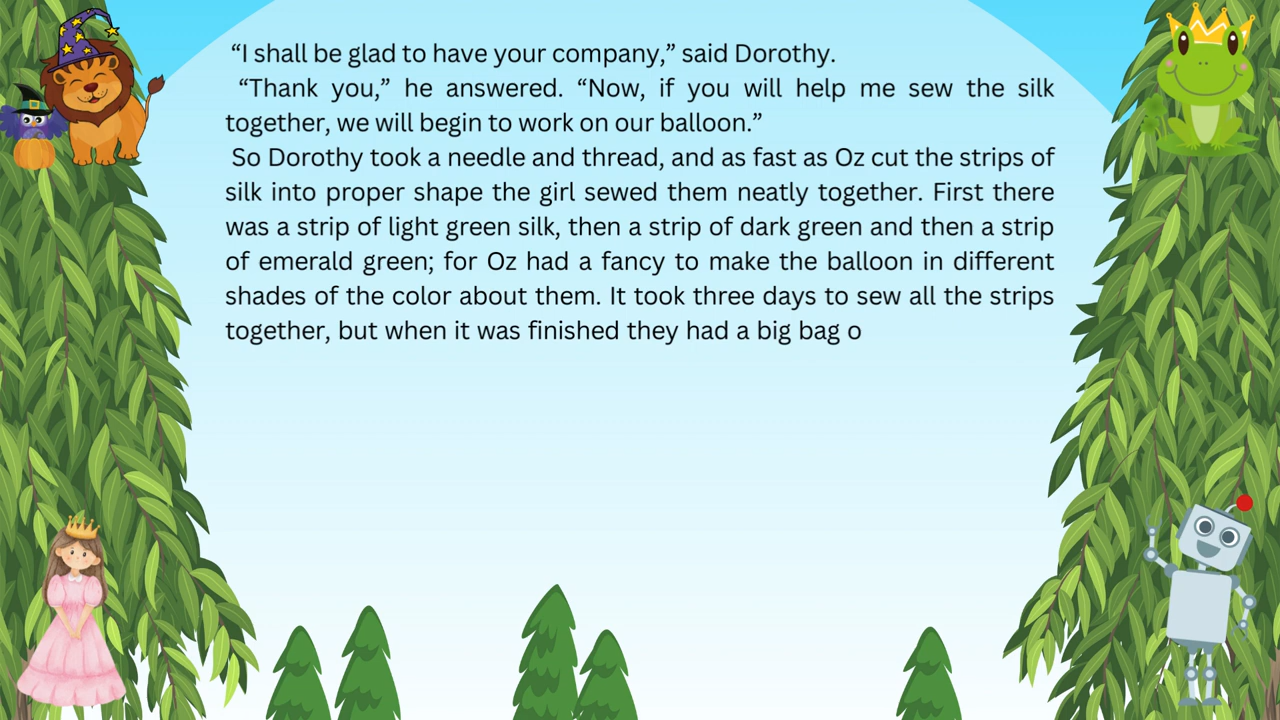 “I shall be glad to have your company,” said Dorothy.
“Thank you,” he answered. “Now, if you will help me sew the silk
together, we will begin to work on our balloon.”
So Dorothy took a needle and thread, and as fast as Oz cut the strips of
silk into proper shape the girl sewed them neatly together. First there
was a strip of light green silk, then a strip of dark green and then a strip
of emerald green; for Oz had a fancy to make the balloon in different
shades of the color about them. It took three days to sew all the strips
together, but when it was finished they had a big bag o